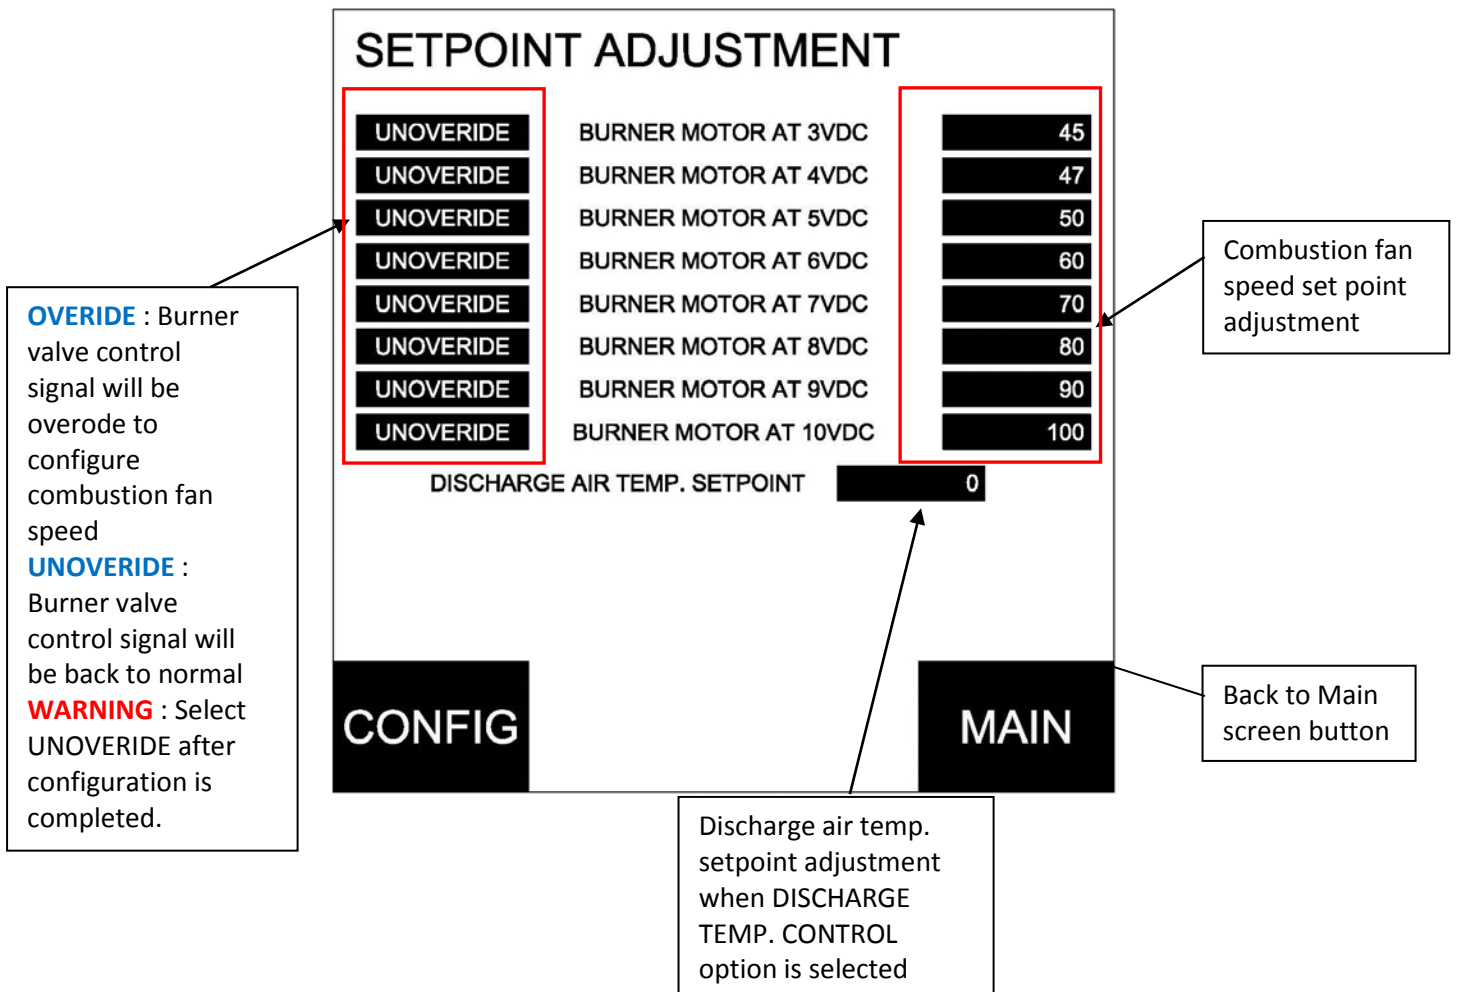 SETPOINT ADJUSTMENT
UNOVERIDE BURNER MOTOR AT 3VDC 45
UNOVERIDE BURNER MOTOR AT 4VDC 47
UNOVERIDE BURNER MOTOR AT 5VDC 50
UNOVERIDE BURNER MOTOR AT 6VDC 60
UNOVERIDE BURNER MOTOR AT 7VDC 70
UNOVERIDE BURNER MOTOR AT 8VDC 80
UNOVERIDE BURNER MOTOR AT 9VDC 90
UNOVERIDE BURNER MOTOR AT 10VDC 100
DISCHARGE AIR TEMP. SETPOINT 0
CONFIG
MAIN
OVERIDE : Burner
valve control
signal will be
overode to
configure
combustion fan
speed
UNOVERIDE :
Burner valve
control signal will
be back to normal
WARNING : Select
UNOVERIDE after
configuration is
completed.
Combustion fan
speed set point
adjustment
Back to Main
screen button
Discharge air temp.
setpoint adjustment
when DISCHARGE
TEMP. CONTROL
option is selected